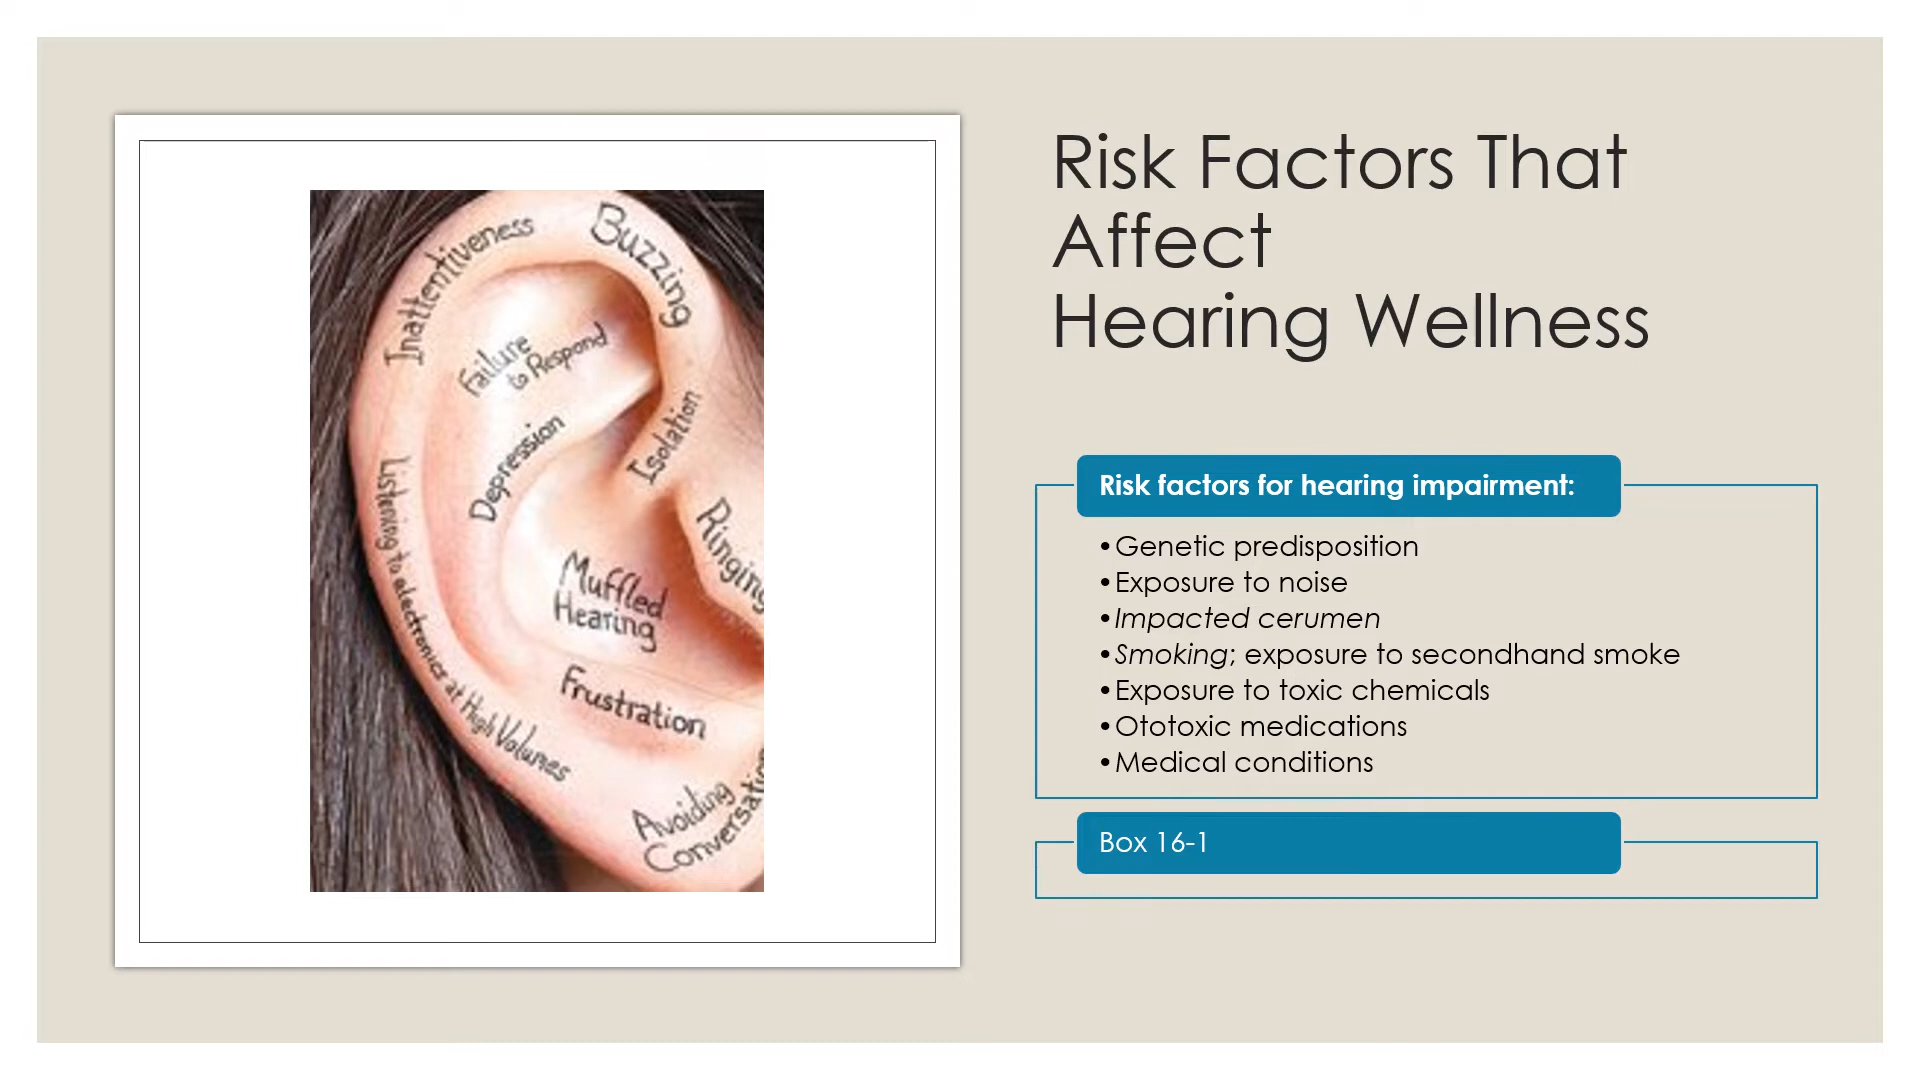 Risk Factors That
Affect
Hearing Wellness
Inattentiveness
Buzzing
Failure
to Respond
Depression
Isolation
Listening to electronics at High Volumes
Ringing
Muffled
Hearing
Frustration
Avoiding
Conversati
Risk factors for hearing impairment:
•Genetic predisposition
•Exposure to noise
•Impacted cerumen
•Smoking; exposure to secondhand smoke
•Exposure to toxic chemicals
•Ototoxic medications
•Medical conditions
Box 16-1